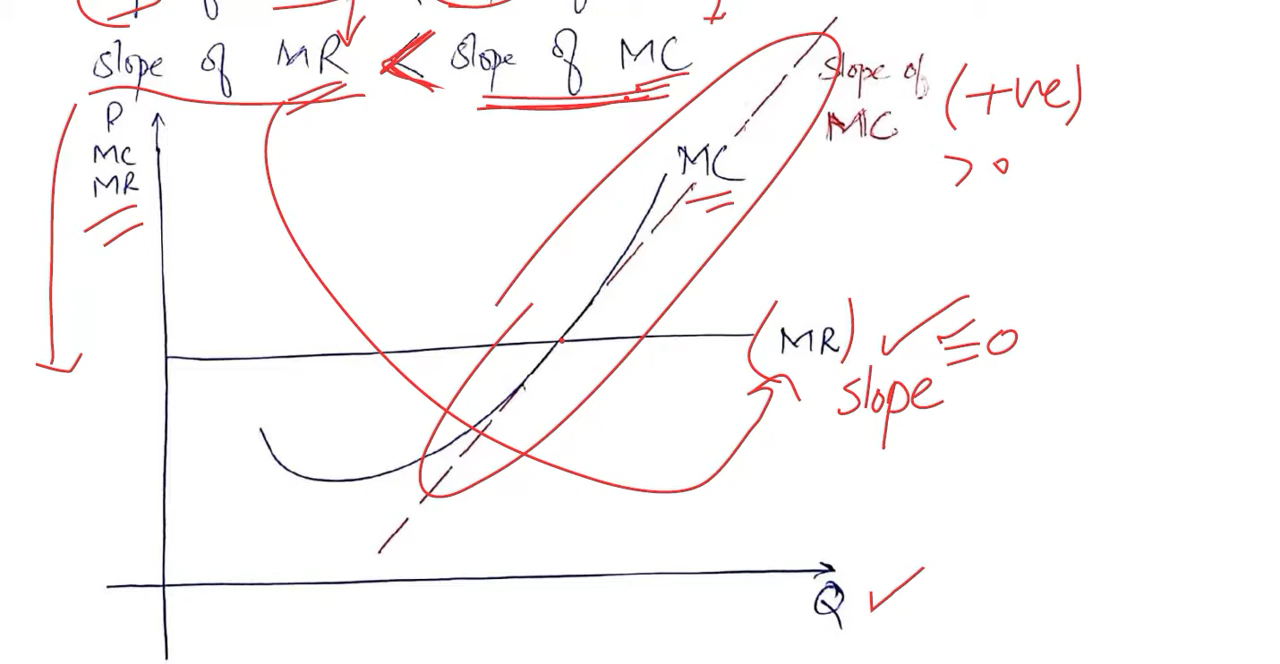 slope of MR < slope of MC
P
MC
MR
slope of
MC
(+ve)
> 0
MC
(MR) ✓ ≤ 0
slope
Q ✓